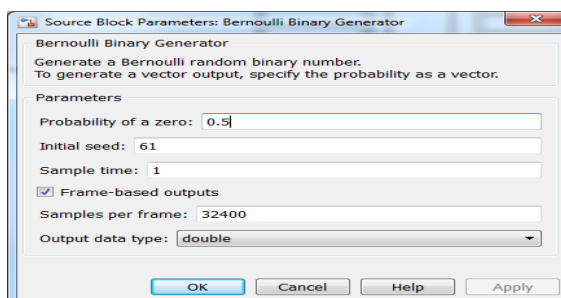 Source Block Parameters: Bernoulli Binary Generator
Bernoulli Binary Generator
Generate a Bernoulli random binary number.
To generate a vector output, specify the probability as a vector.
Parameters
Probability of a zero: 0.5
Initial seed: 61
Sample time: 1
Frame-based outputs
Samples per frame: 32400
Output data type: double
OK Cancel Help Apply